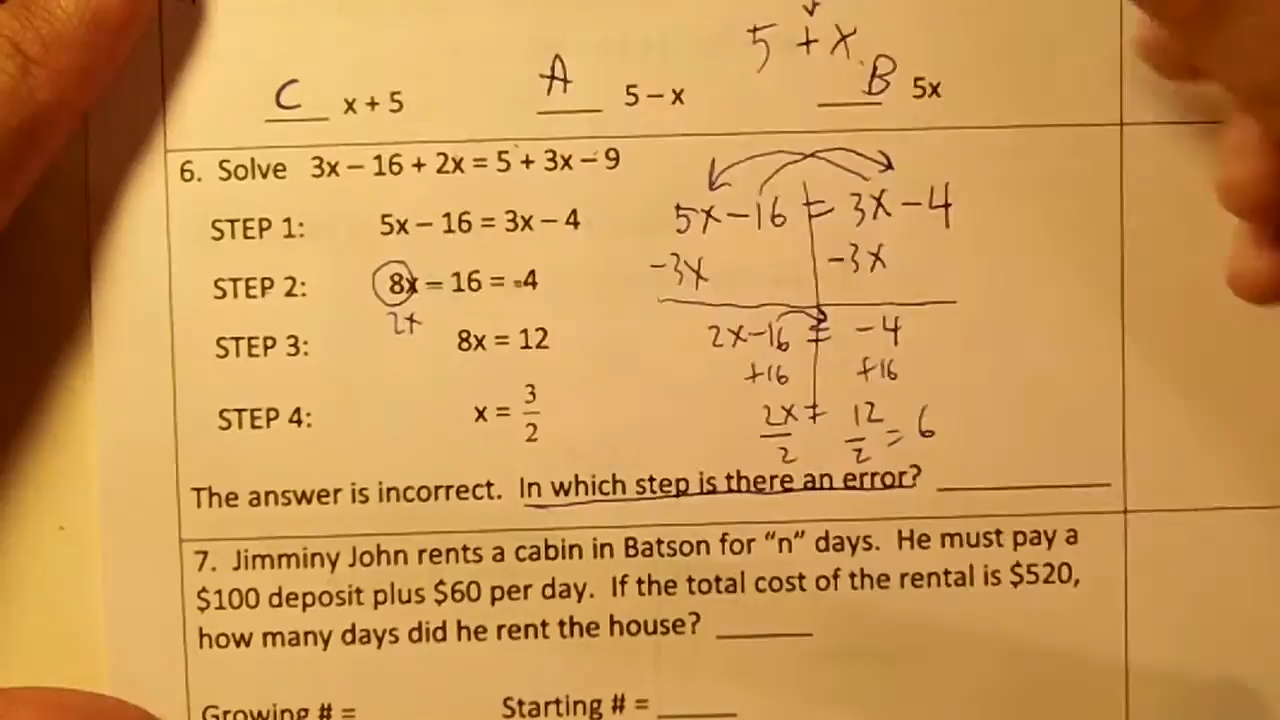 5 + x
C x + 5 A 5 – x B 5x
6. Solve 3x – 16 + 2x = 5 + 3x – 9
STEP 1: 5x – 16 = 3x – 4
5x – 16 = 3x – 4
–3x –3x
STEP 2: 8x – 16 = -4
2x
2x – 16 = – 4
+16 +16
STEP 3: 8x = 12
2x = 12 = 6
2 2
STEP 4: x = 3/2
The answer is incorrect. In which step is there an error? ________
7. Jimminy John rents a cabin in Batson for “n” days. He must pay a
$100 deposit plus $60 per day. If the total cost of the rental is $520,
how many days did he rent the house? ______
Growing # = Starting # = _____